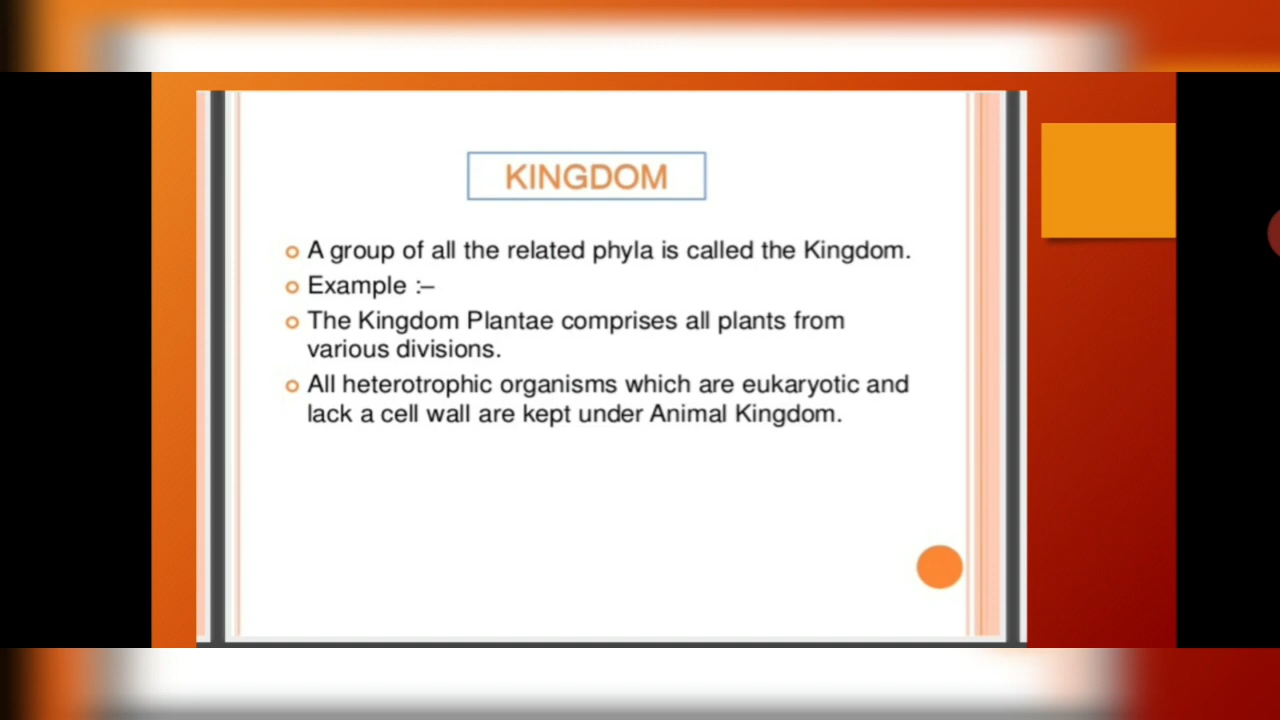 KINGDOM
A group of all the related phyla is called the Kingdom.
Example :–
The Kingdom Plantae comprises all plants from
various divisions.
All heterotrophic organisms which are eukaryotic and
lack a cell wall are kept under Animal Kingdom.